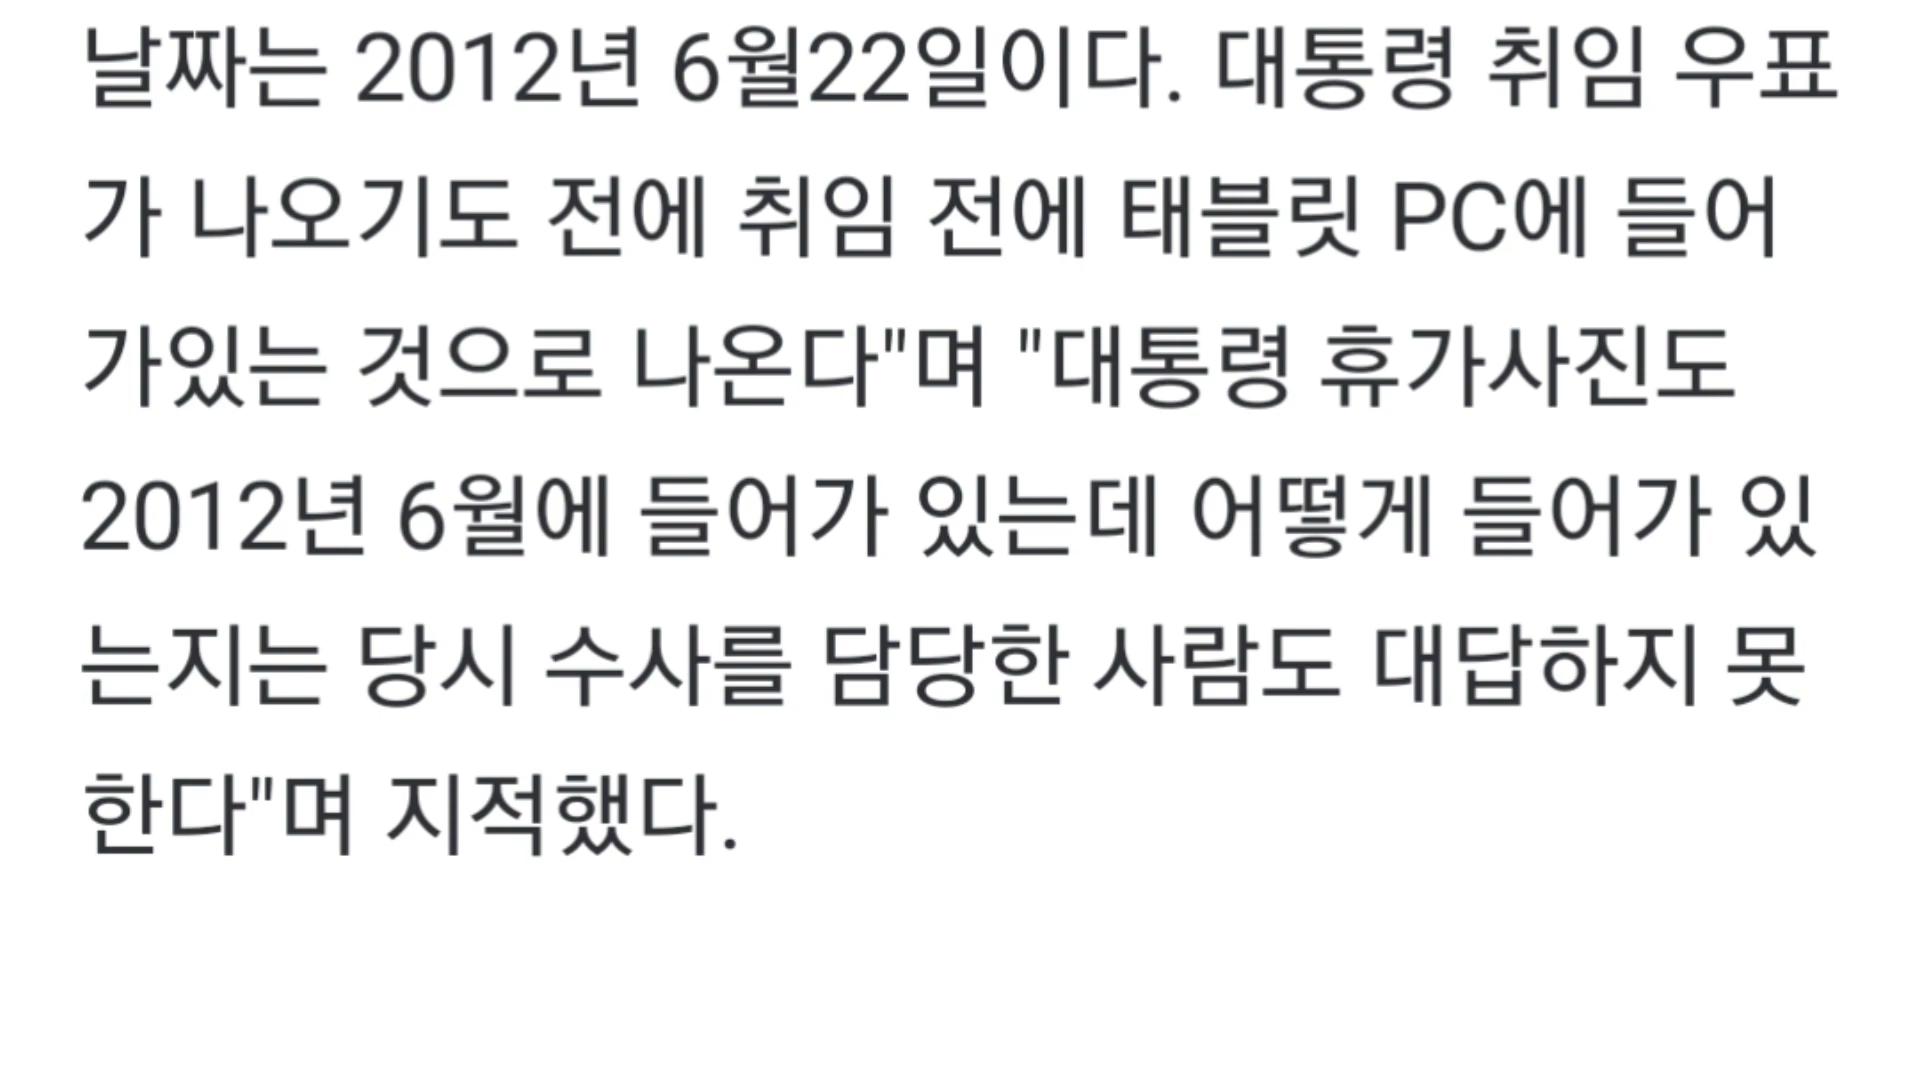 날짜는 2012년 6월22일이다. 대통령 취임 우표
가 나오기도 전에 취임 전에 태블릿 PC에 들어
가있는 것으로 나온다"며 "대통령 휴가사진도
2012년 6월에 들어가 있는데 어떻게 들어가 있
는지는 당시 수사를 담당한 사람도 대답하지 못
한다"며 지적했다.